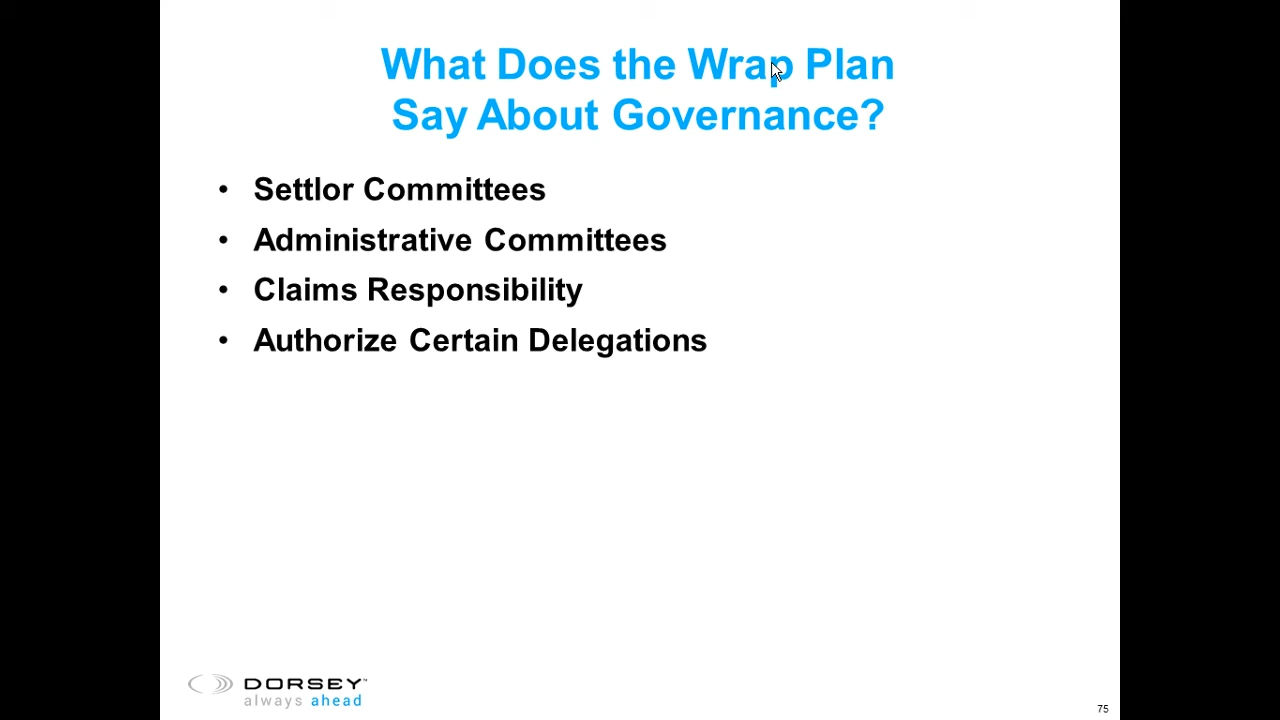 What Does the Wrap Plan
Say About Governance?
• Settlor Committees
• Administrative Committees
• Claims Responsibility
• Authorize Certain Delegations
DORSEY™
always ahead
75